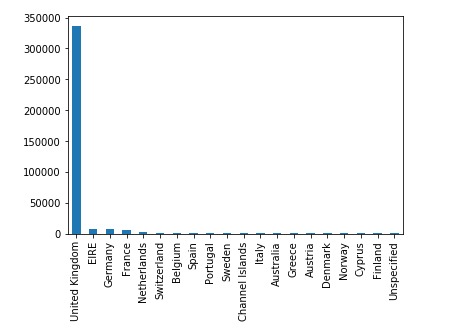 350000
300000
250000
200000
150000
100000
50000
0
United Kingdom
EIRE
Germany
France
Netherlands
Switzerland
Belgium
Spain
Portugal
Sweden
Channel Islands
Italy
Australia
Greece
Austria
Denmark
Norway
Cyprus
Finland
Unspecified